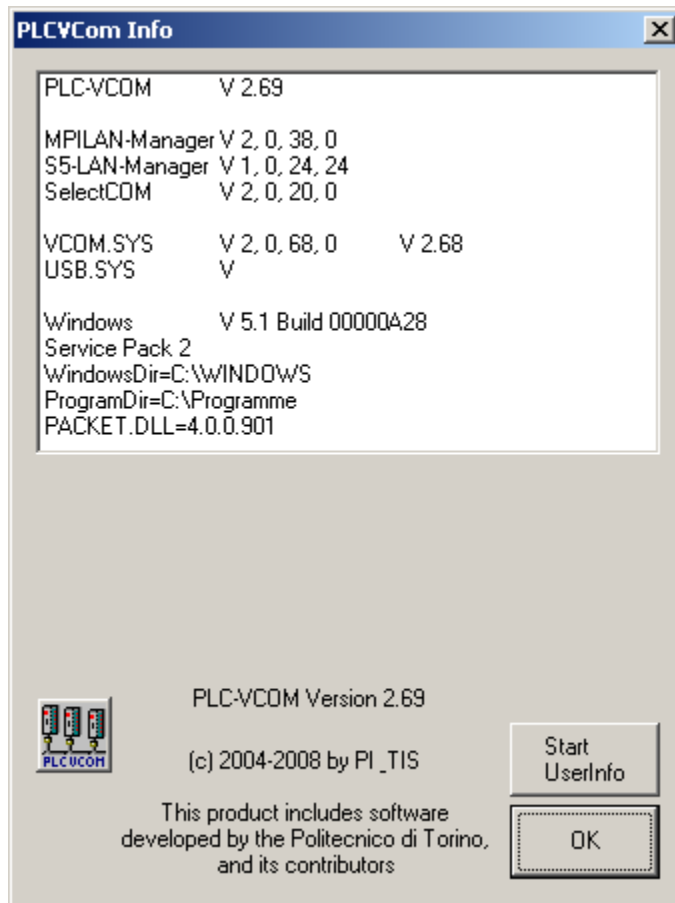 PLCVCom Info
PLC-VCOM V 2.69
MPILAN-Manager V 2, 0, 38, 0
S5-LAN-Manager V 1, 0, 24, 24
SelectCOM V 2, 0, 20, 0
VCOM.SYS V 2, 0, 68, 0 V 2.68
USB.SYS V
Windows V 5.1 Build 00000A28
Service Pack 2
WindowsDir=C:\WINDOWS
ProgramDir=C:\Programme
PACKET.DLL=4.0.0.901
PLC-VCOM Version 2.69
PLCVCOM
(c) 2004-2008 by PI_TIS
Start
UserInfo
This product includes software
developed by the Politecnico di Torino,
and its contributors
OK